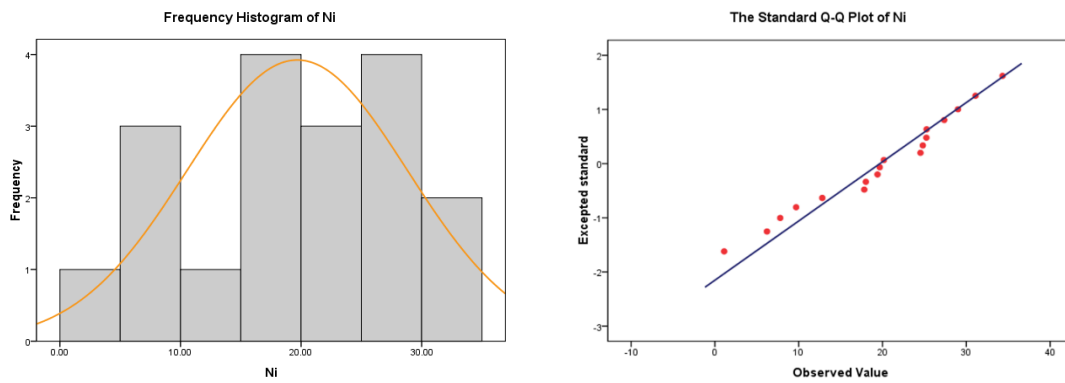 Frequency Histogram of Ni
4
3
2
1
0
Frequency
0.00 10.00 20.00 30.00
Ni
The Standard Q-Q Plot of Ni
2
1
0
-1
-2
-3
Excepted standard
-10 0 10 20 30 40
Observed Value